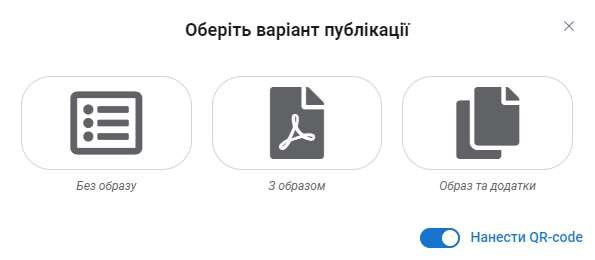 Оберіть варіант публікації
Без образу
З образом
Образ та додатки
Нанести QR-code